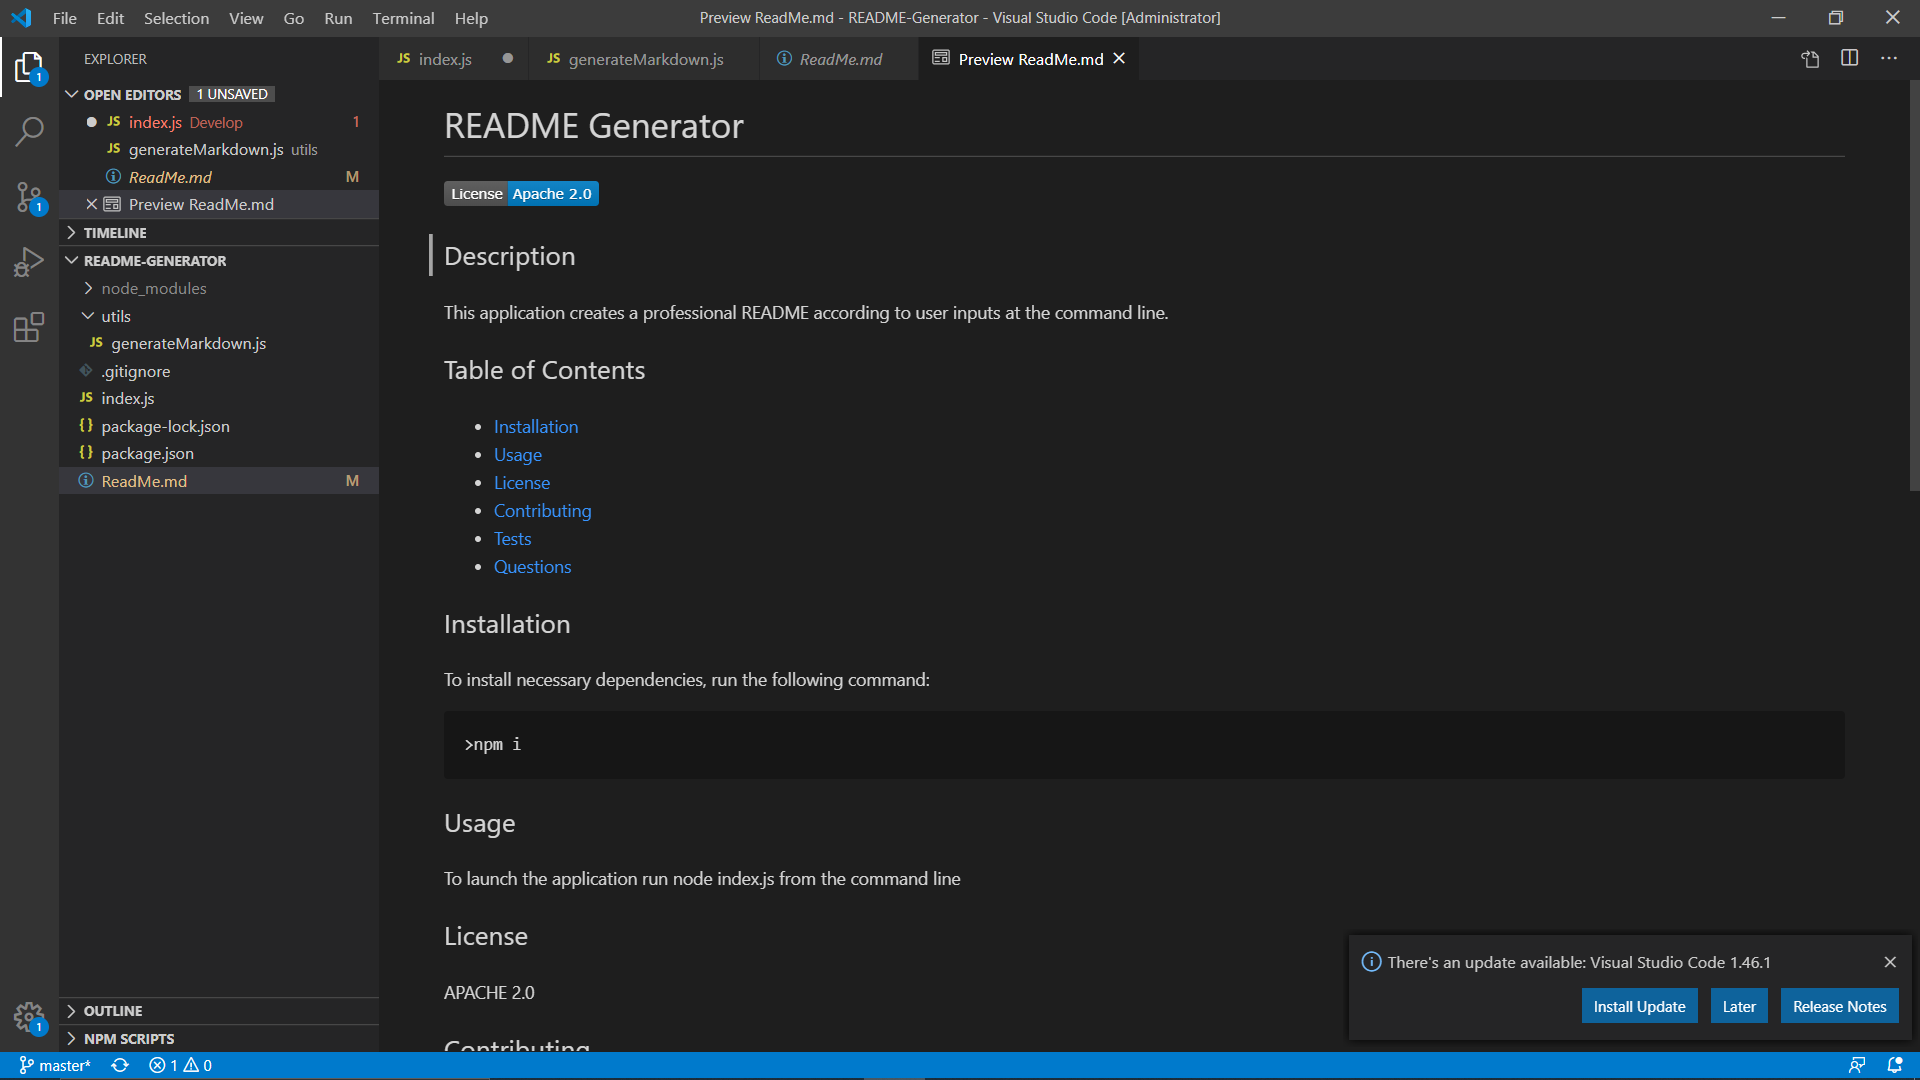 File Edit Selection View Go Run Terminal Help
Preview ReadMe.md - README-Generator - Visual Studio Code [Administrator]
EXPLORER
OPEN EDITORS 1 UNSAVED
JS index.js Develop 1
JS generateMarkdown.js utils
ReadMe.md M
Preview ReadMe.md
TIMELINE
README-GENERATOR
node_modules
utils
JS generateMarkdown.js
.gitignore
JS index.js
{} package-lock.json
{} package.json
ReadMe.md M
OUTLINE
NPM SCRIPTS
1
1
1
JS index.js
JS generateMarkdown.js
ReadMe.md
Preview ReadMe.md
README Generator
License Apache 2.0
Description
This application creates a professional README according to user inputs at the command line.
Table of Contents
• Installation
• Usage
• License
• Contributing
• Tests
• Questions
Installation
To install necessary dependencies, run the following command:
>npm i
Usage
To launch the application run node index.js from the command line
License
APACHE 2.0
Contributing
There's an update available: Visual Studio Code 1.46.1
Install Update Later Release Notes
master* 1 0